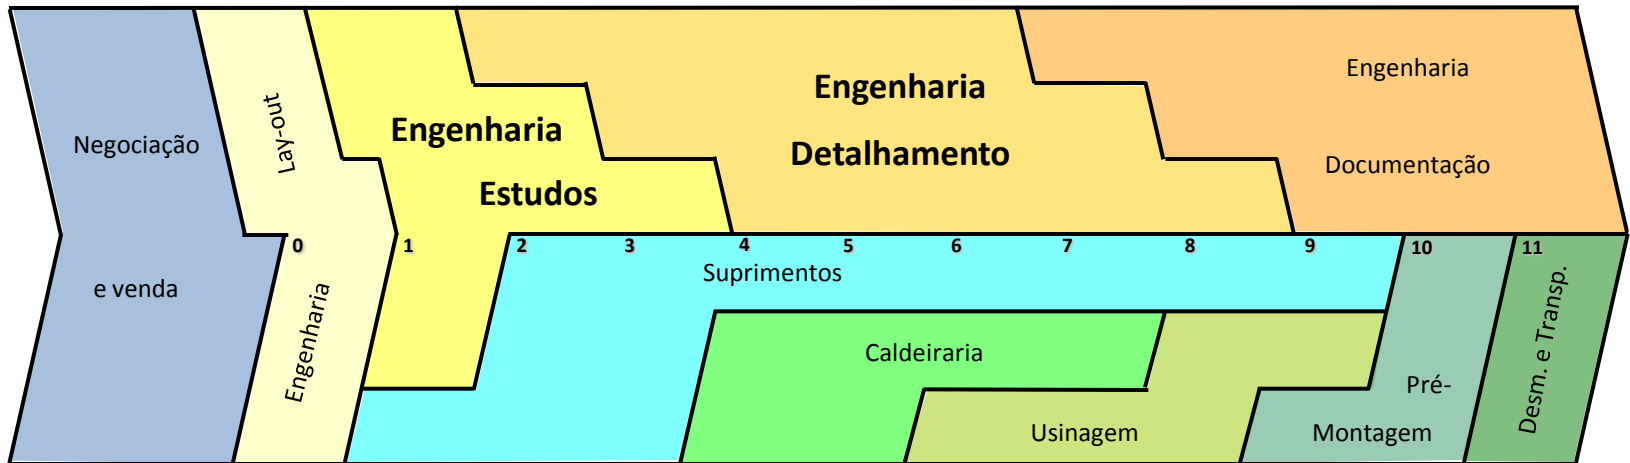 Negociação
e venda
Lay-out
Engenharia
Engenharia
Estudos
Engenharia
Detalhamento
Engenharia
Documentação
0
1
2
3
4
5
6
7
8
9
10
11
Suprimentos
Caldeiraria
Usinagem
Pré-
Montagem
Desm. e Transp.